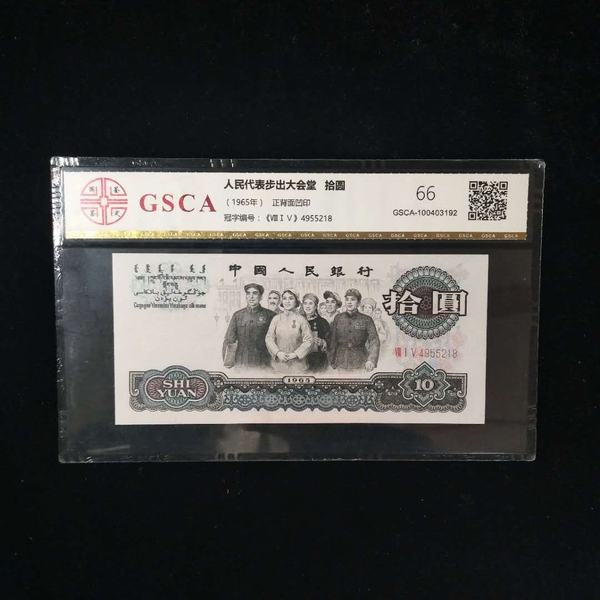 GSCA
人民代表步出大会堂 拾圆
（1965年） 正背面凹印
冠字编号：《Ⅷ I V》4955218
66
GSCA-100403192
中國人民銀行
拾圓
Ⅷ I V 4955218
1965
SHI
YUAN
10